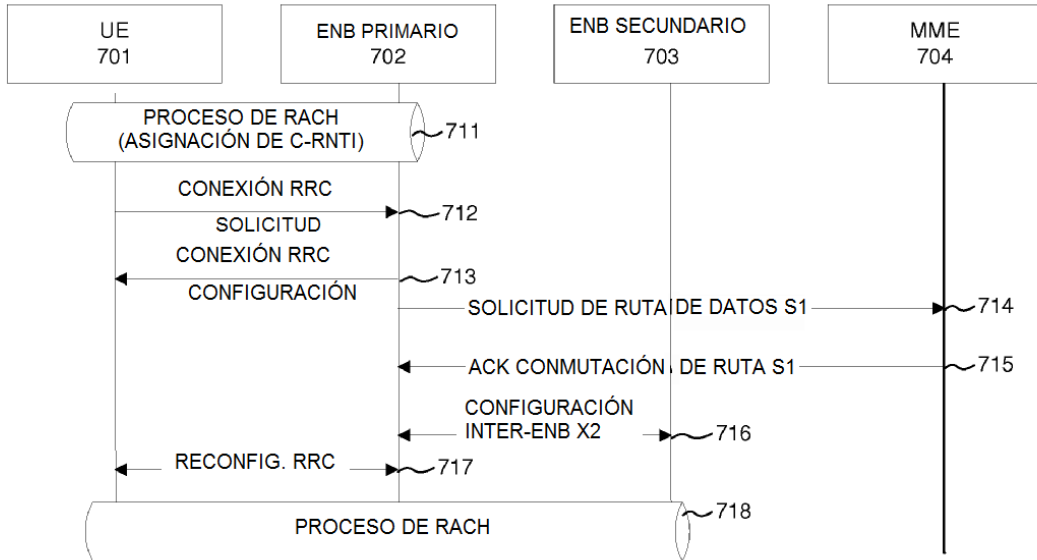 UE
701
ENB PRIMARIO
702
ENB SECUNDARIO
703
MME
704
PROCESO DE RACH
(ASIGNACIÓN DE C-RNTI)
711
CONEXIÓN RRC
SOLICITUD
712
CONEXIÓN RRC
CONFIGURACIÓN
713
SOLICITUD DE RUTA DE DATOS S1
714
ACK CONMUTACIÓN DE RUTA S1
715
CONFIGURACIÓN
INTER-ENB X2
716
RECONFIG. RRC
717
PROCESO DE RACH
718